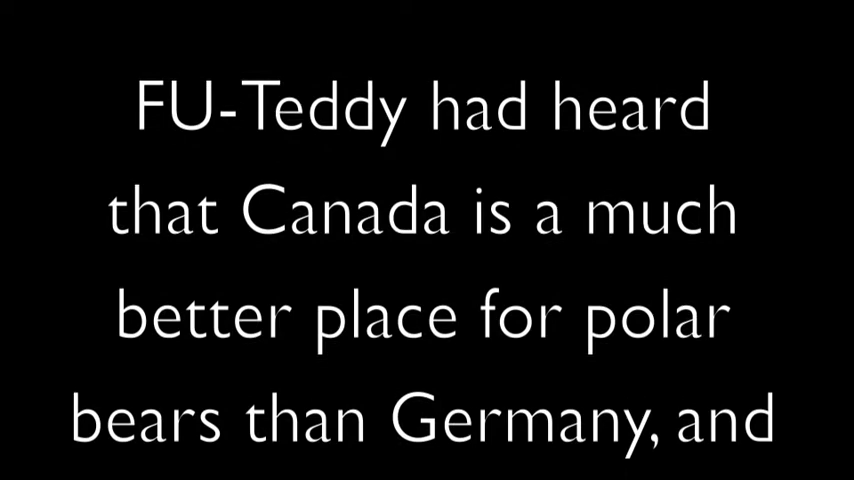 FU-Teddy had heard
that Canada is a much
better place for polar
bears than Germany, and